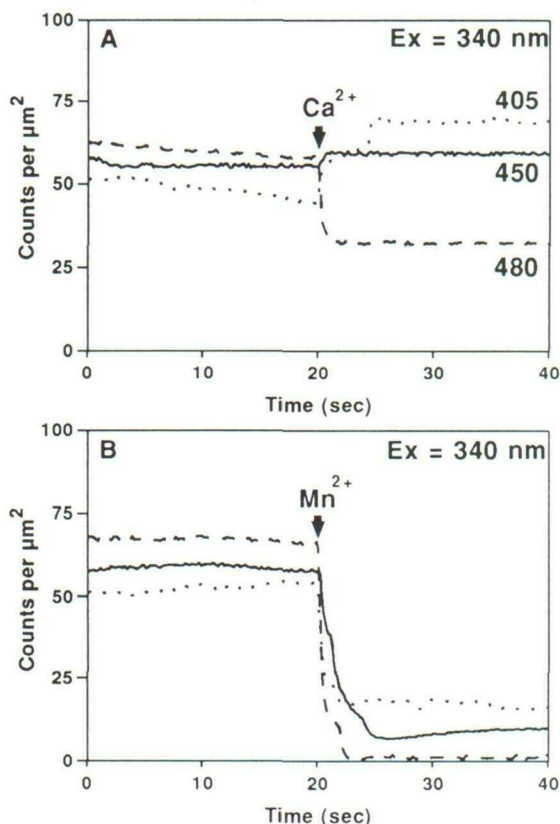 100
A
Ex = 340 nm
75
Ca²⁺
405
50
450
25
480
0
0 10 20 30 40
Time (sec)
Counts per µm²
100
B
Ex = 340 nm
75
Mn²⁺
50
25
0
0 10 20 30 40
Time (sec)
Counts per µm²